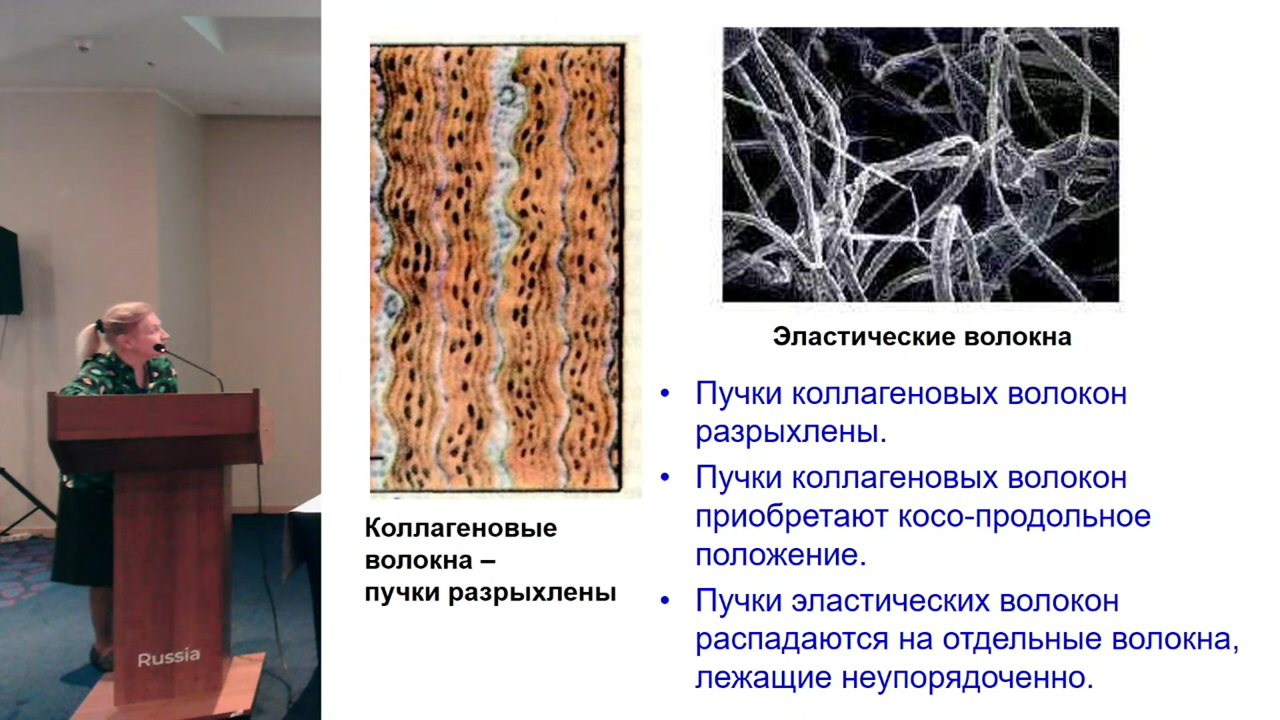 Эластические волокна
• Пучки коллагеновых волокон
разрыхлены.
• Пучки коллагеновых волокон
приобретают косо-продольное
положение.
• Пучки эластических волокон
распадаются на отдельные волокна,
лежащие неупорядоченно.
Коллагеновые
волокна –
пучки разрыхлены
Russia